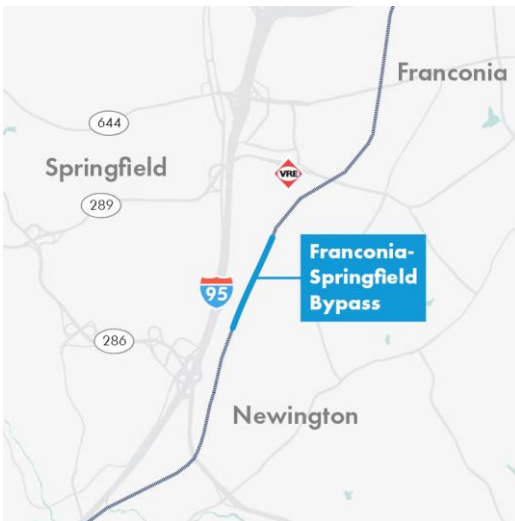 Franconia
644
Springfield
VRE
289
Franconia-
Springfield
Bypass
95
286
Newington